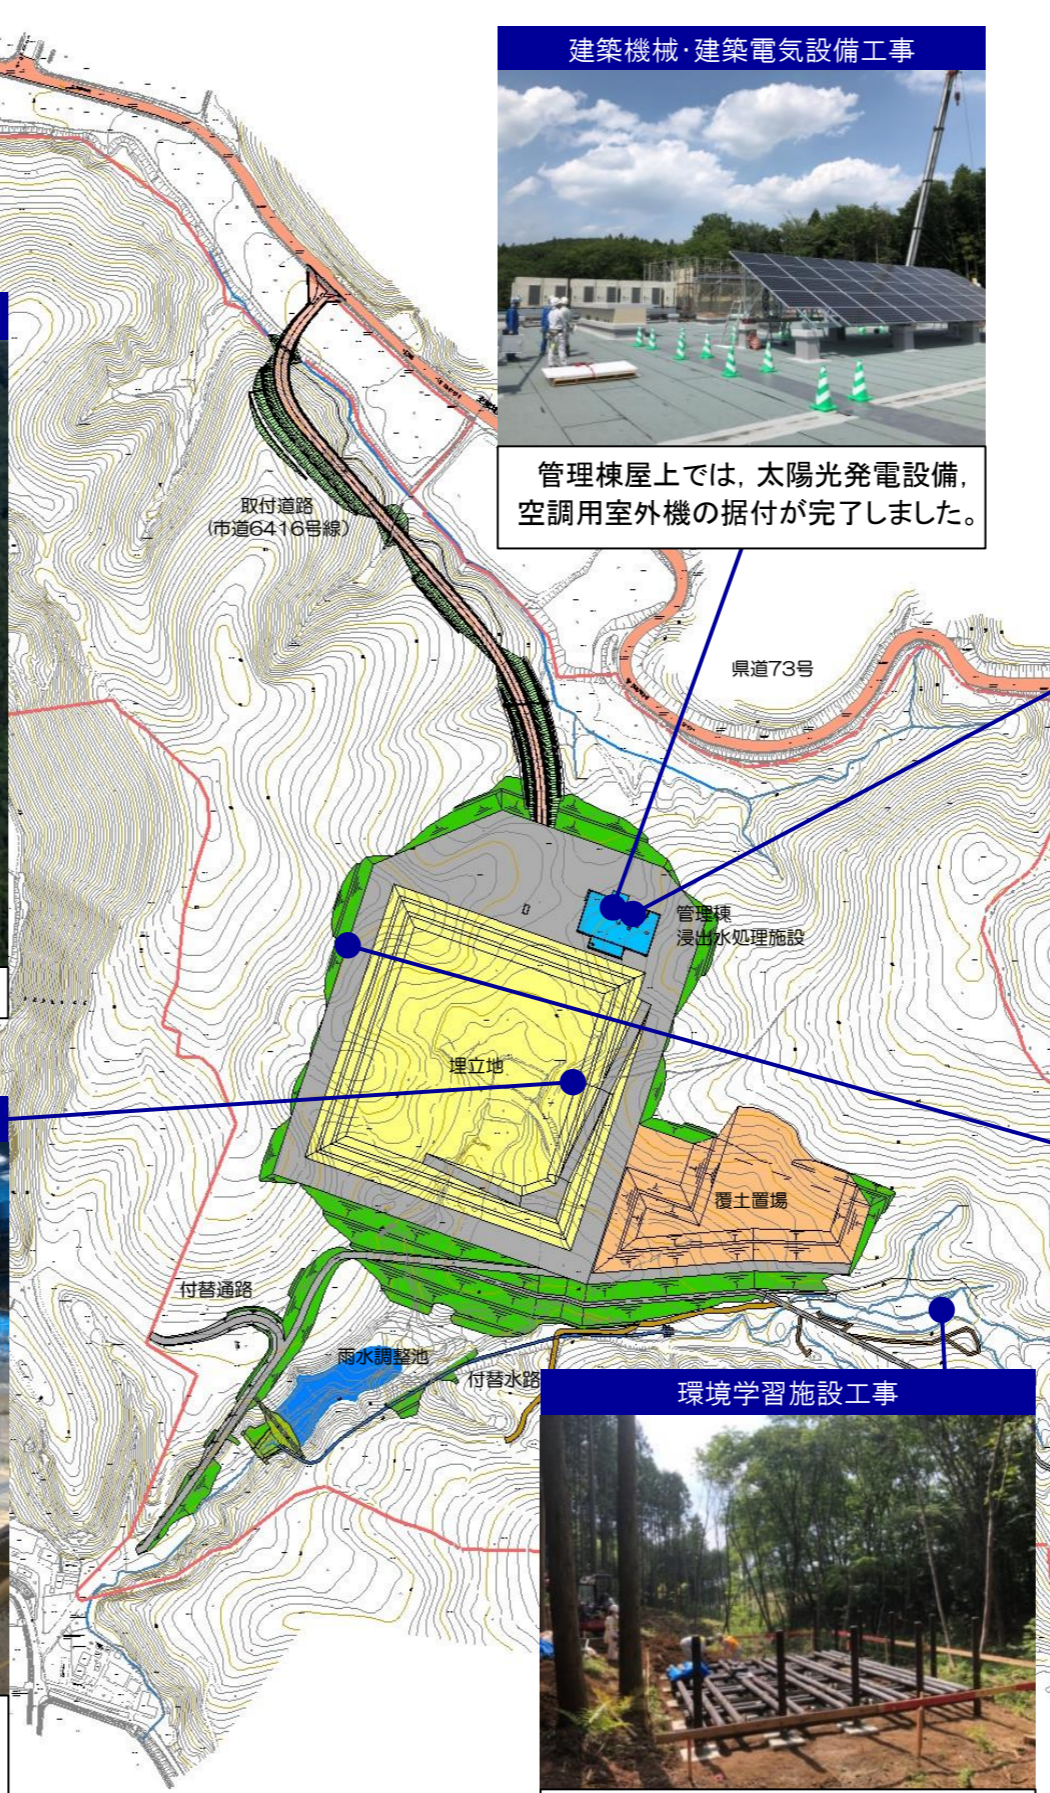 建築機械・建築電気設備工事
管理棟屋上では，太陽光発電設備，
空調用室外機の据付が完了しました。
取付道路
（市道6416号線）
県道73号
管理棟
浸出水処理施設
埋立地
覆土置場
付替通路
雨水調整池
付替水路
環境学習施設工事